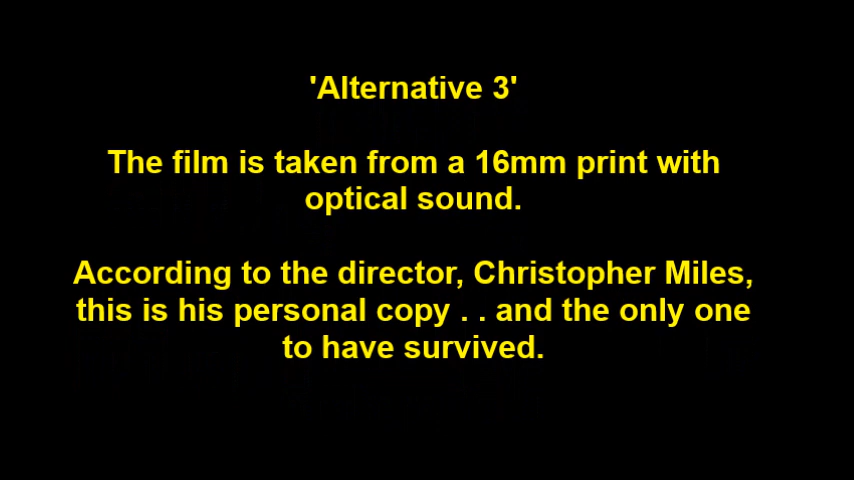 'Alternative 3'
The film is taken from a 16mm print with
optical sound.
According to the director, Christopher Miles,
this is his personal copy . . and the only one
to have survived.